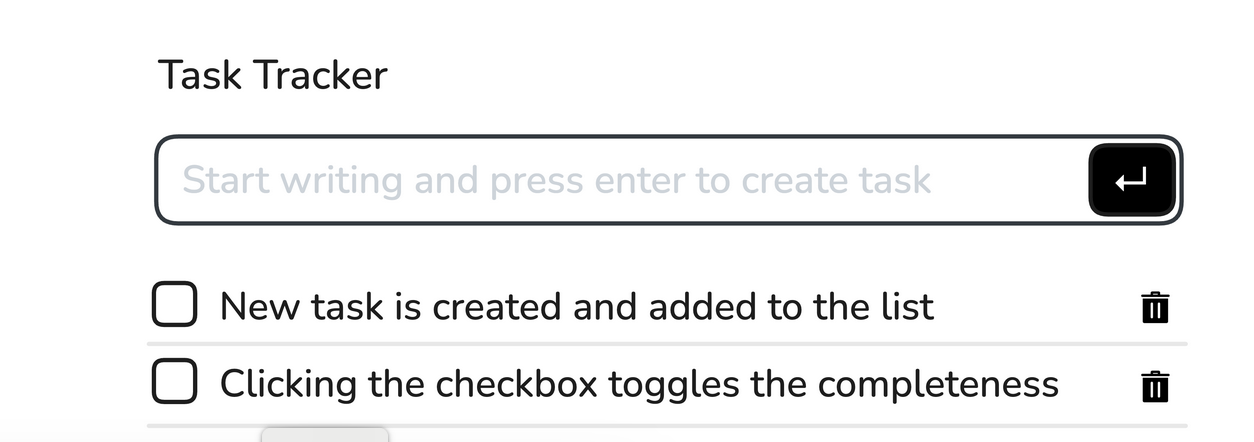 Task Tracker
Start writing and press enter to create task
New task is created and added to the list
Clicking the checkbox toggles the completeness